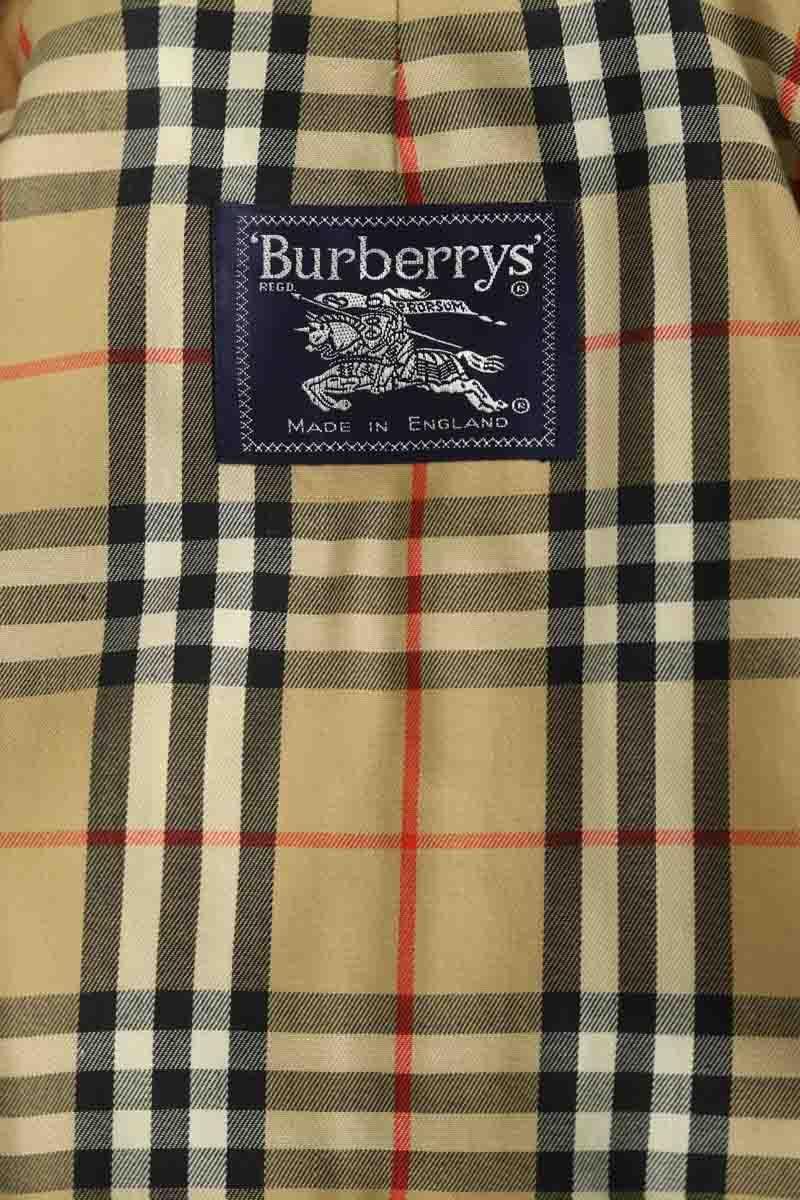 'Burberrys'
REGD. ®
PRORSUM
®
MADE IN ENGLAND